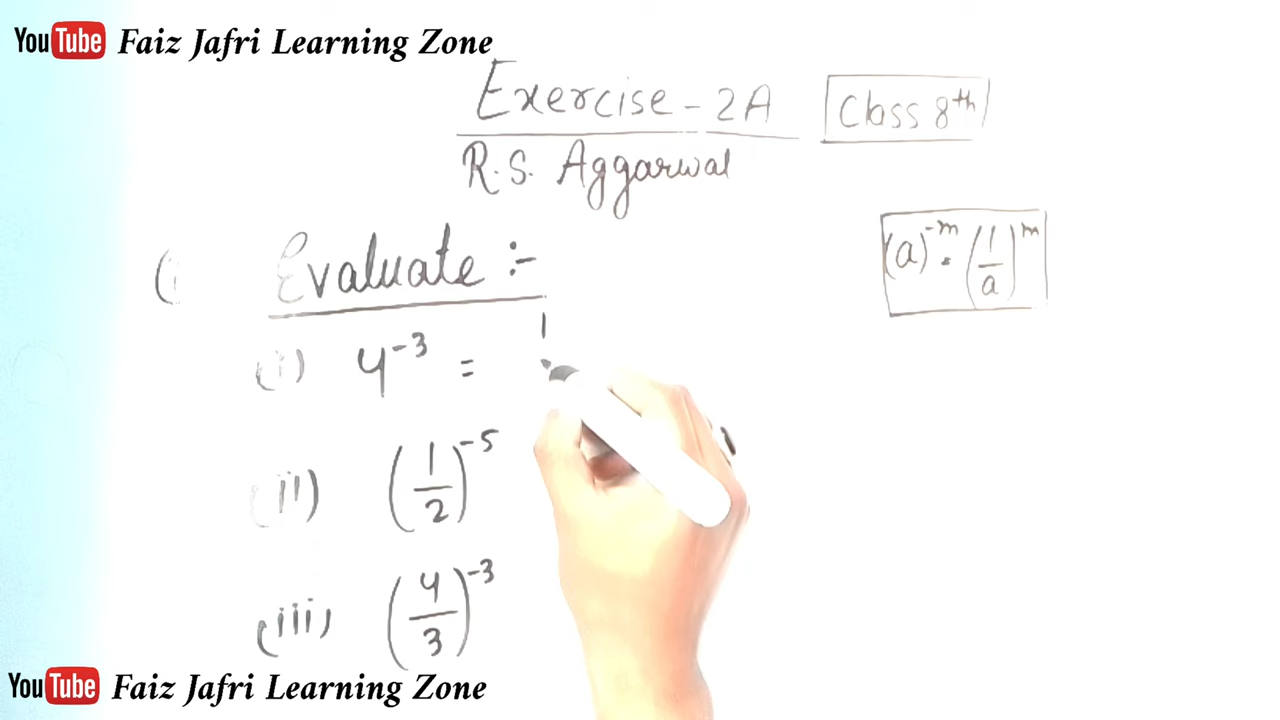 YouTube Faiz Jafri Learning Zone
Exercise - 2A Class 8th
R.S. Aggarwal
(a)^-m = (1/a)^m
(i Evaluate :-
(i) 4^-3 = 1
(ii) (1/2)^-5
(iii) (4/3)^-3
YouTube Faiz Jafri Learning Zone